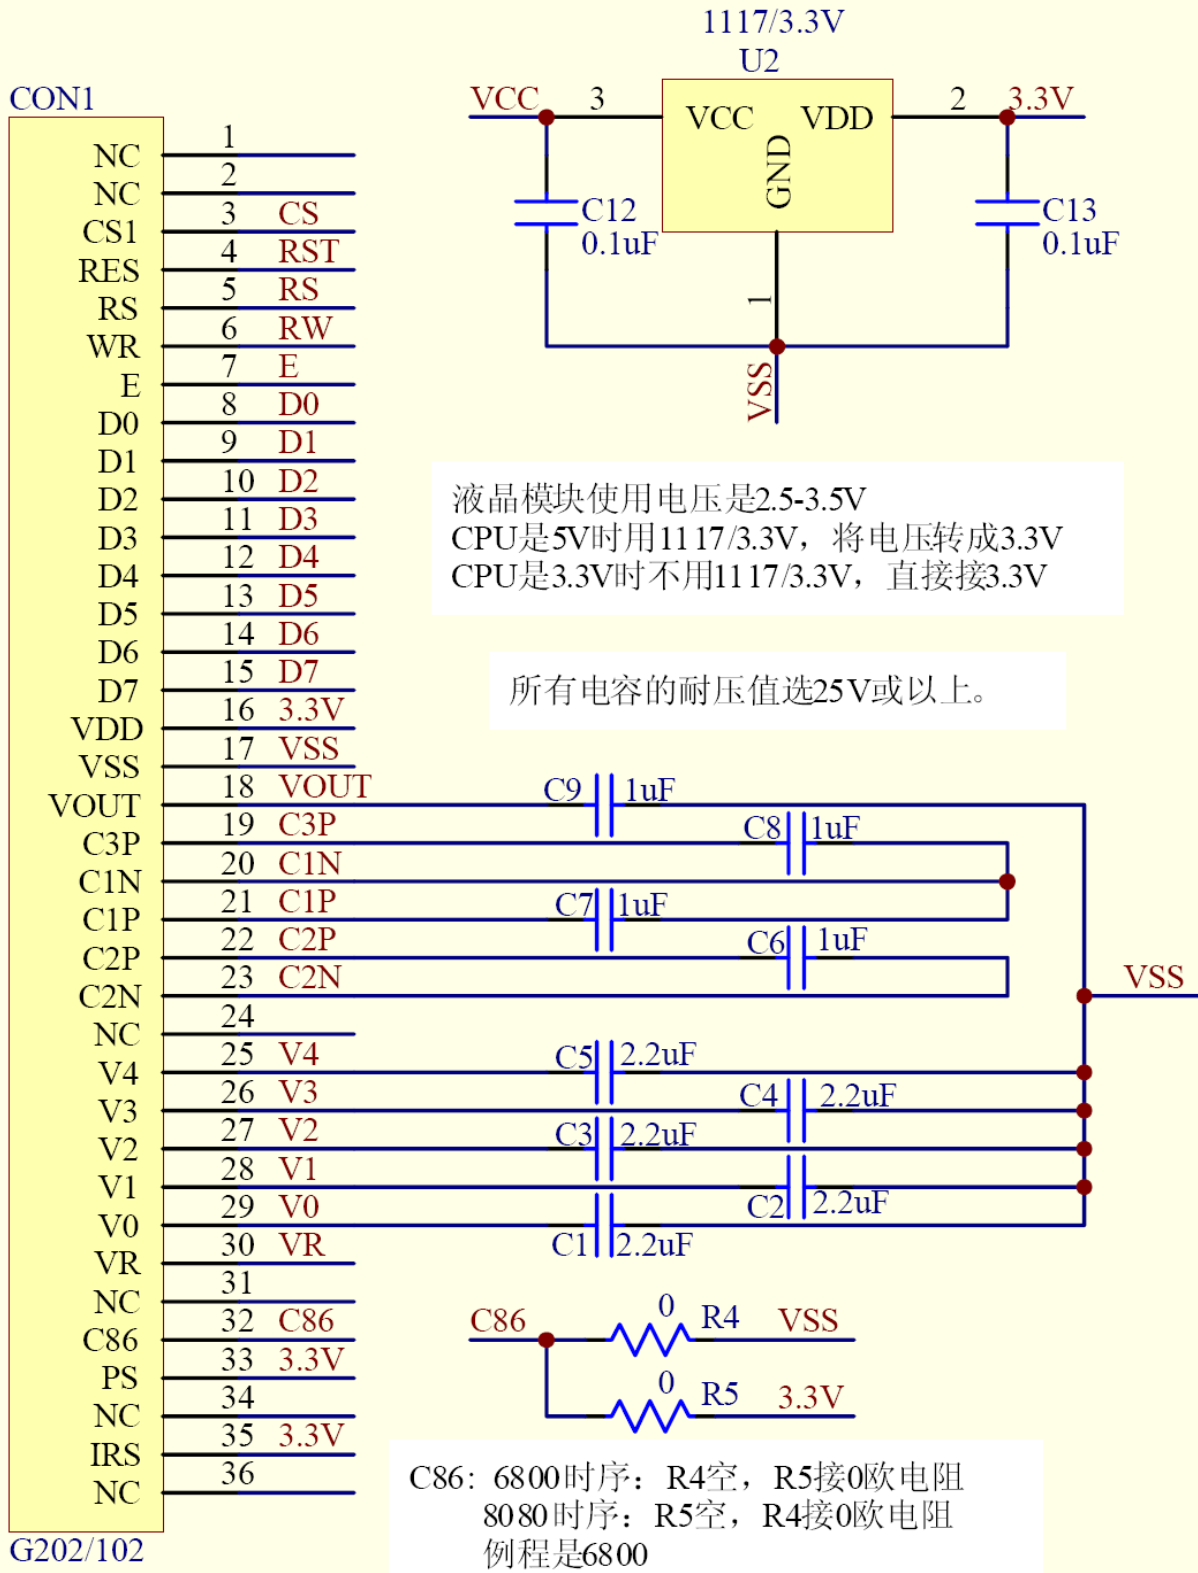 1117/3.3V
U2
VCC 3 VCC VDD 2 3.3V
GND
C12
0.1uF
C13
0.1uF
1
VSS
CON1
NC 1
NC 2
CS1 3 CS
RES 4 RST
RS 5 RS
WR 6 RW
E 7 E
D0 8 D0
D1 9 D1
D2 10 D2
D3 11 D3
D4 12 D4
D5 13 D5
D6 14 D6
D7 15 D7
VDD 16 3.3V
VSS 17 VSS
VOUT 18 VOUT C9 1uF
C3P 19 C3P C8 1uF
C1N 20 C1N
C1P 21 C1P C7 1uF
C2P 22 C2P C6 1uF
C2N 23 C2N VSS
NC 24
V4 25 V4 C5 2.2uF
V3 26 V3 C4 2.2uF
V2 27 V2 C3 2.2uF
V1 28 V1 C2 2.2uF
V0 29 V0 C1 2.2uF
VR 30 VR
NC 31
C86 32 C86
PS 33 3.3V
NC 34
IRS 35 3.3V
NC 36
G202/102
液晶模块使用电压是2.5-3.5V
CPU是5V时用1117/3.3V，将电压转成3.3V
CPU是3.3V时不用1117/3.3V，直接接3.3V
所有电容的耐压值选25V或以上。
C86 0 R4 VSS
0 R5 3.3V
C86：6800时序：R4空，R5接0欧电阻
8080时序：R5空，R4接0欧电阻
例程是6800